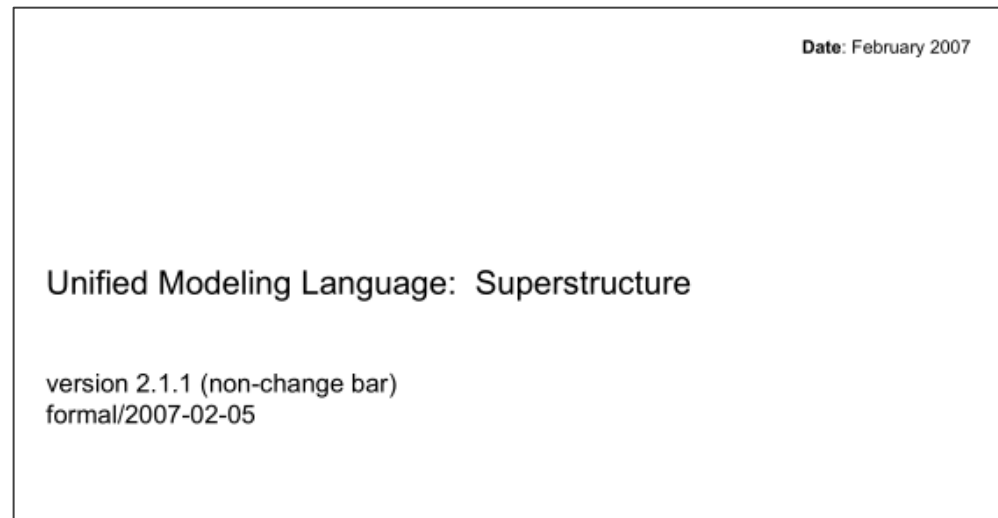 Date: February 2007
Unified Modeling Language: Superstructure
version 2.1.1 (non-change bar)
formal/2007-02-05